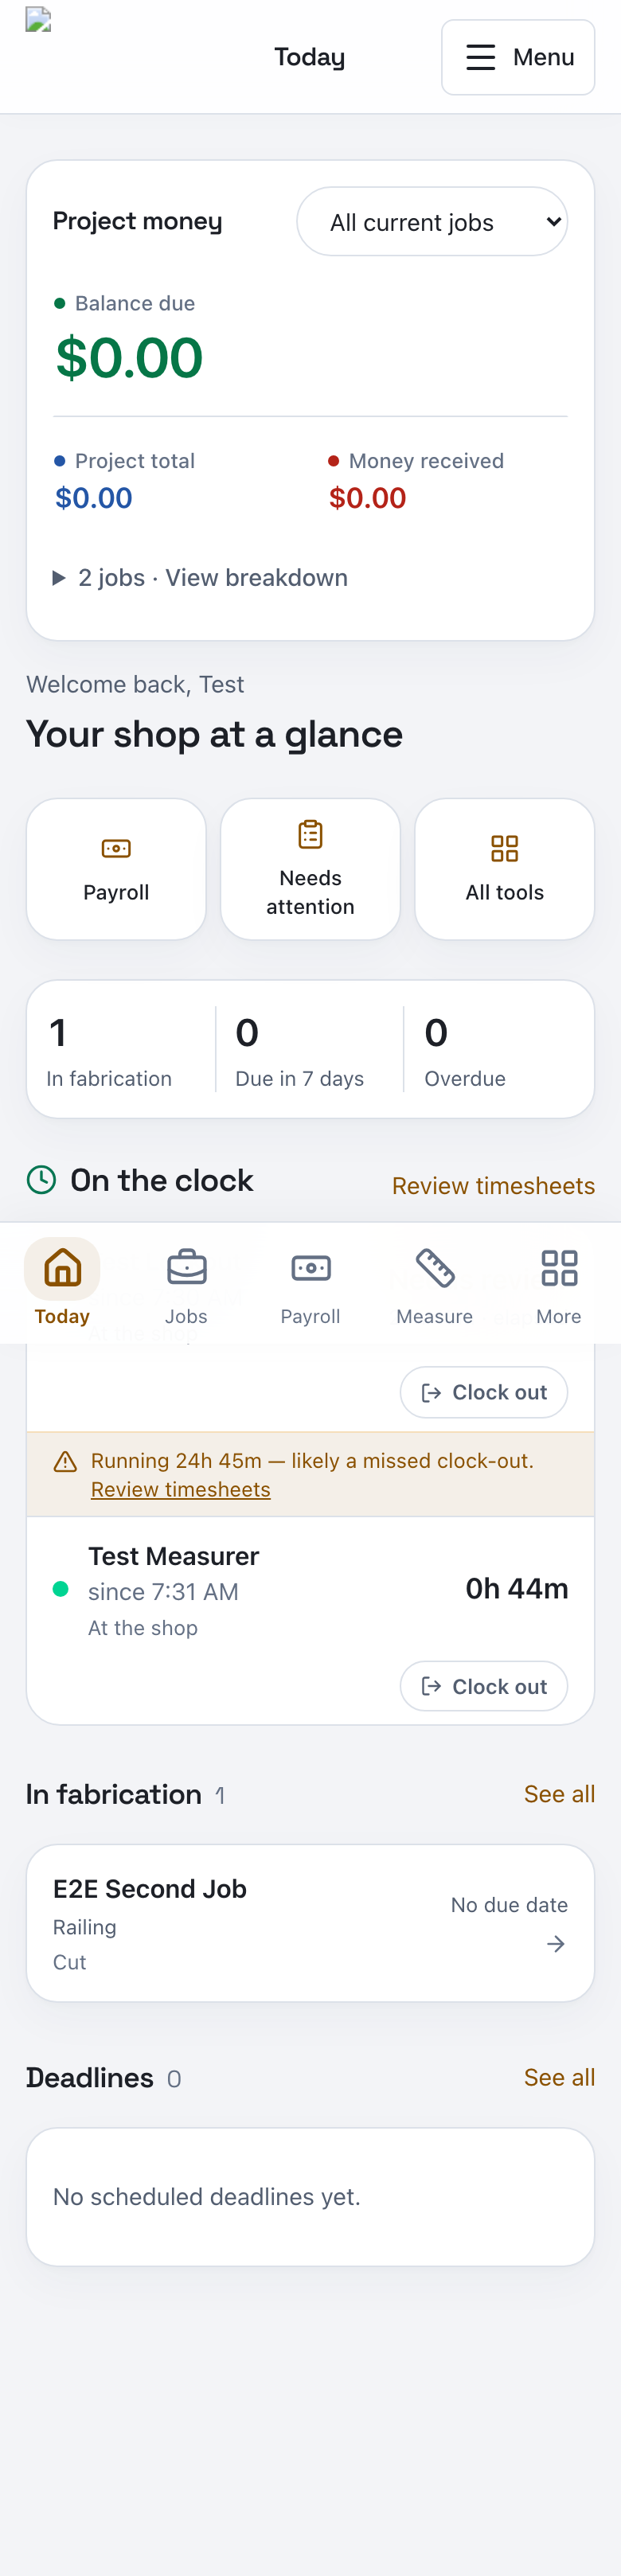 Today
Menu
Project money
All current jobs
Balance due
$0.00
Project total
Money received
$0.00
$0.00
2 jobs · View breakdown
Welcome back, Test
Your shop at a glance
Payroll
Needs attention
All tools
1
0
0
In fabrication
Due in 7 days
Overdue
On the clock
Review timesheets
Today
Jobs
Payroll
Measure
More
Clock out
Running 24h 45m — likely a missed clock-out.
Review timesheets
Test Measurer
since 7:31 AM
0h 44m
At the shop
Clock out
In fabrication 1
See all
E2E Second Job
No due date
Railing
Cut
Deadlines 0
See all
No scheduled deadlines yet.